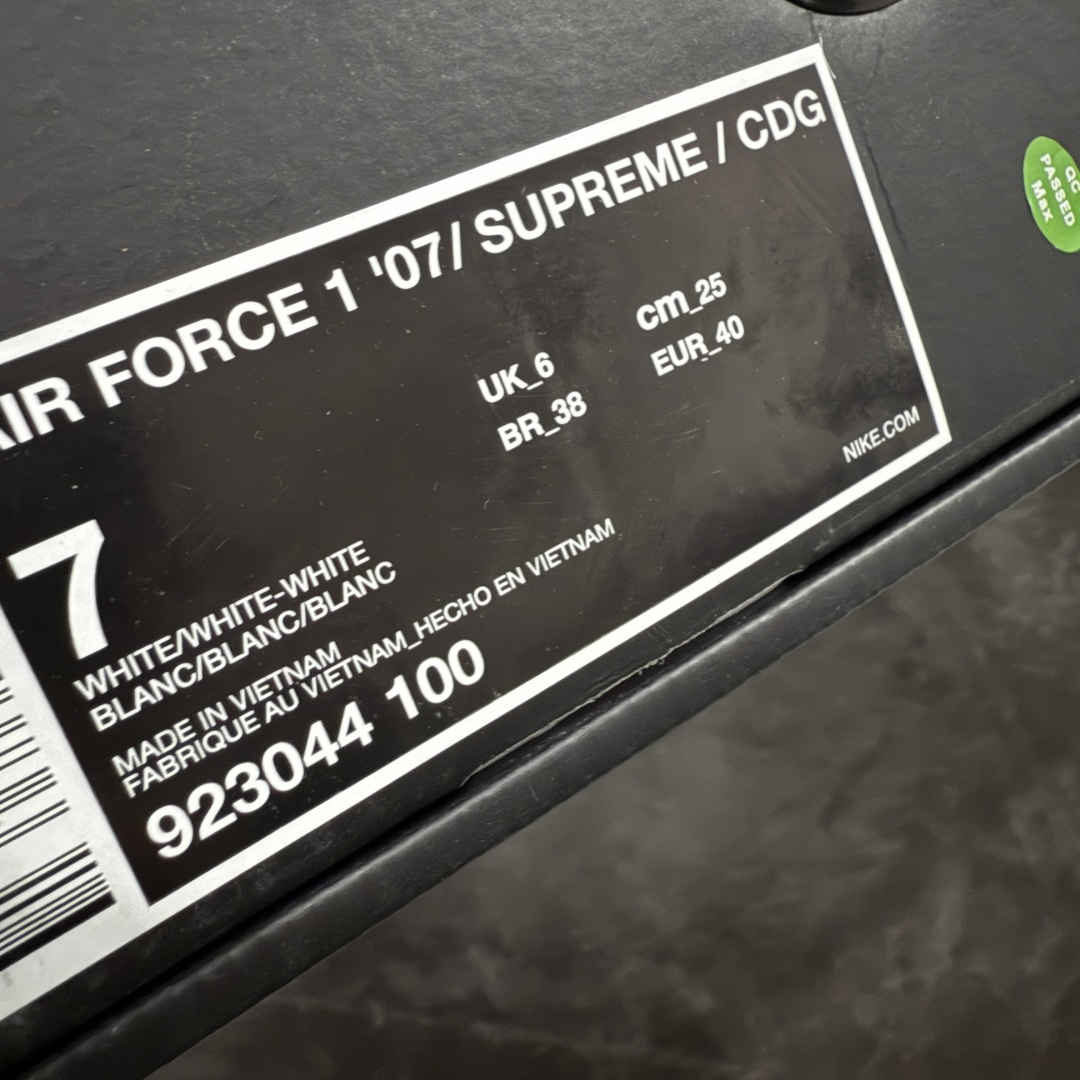 AIR FORCE 1 '07/ SUPREME / CDG
UK_6
cm_25
BR_38
EUR_40
NIKE.COM
7
WHITE/WHITE-WHITE
BLANC/BLANC/BLANC
MADE IN VIETNAM
FABRIQUE AU VIETNAM_HECHO EN VIETNAM
923044 100
QC
PASSED
Max